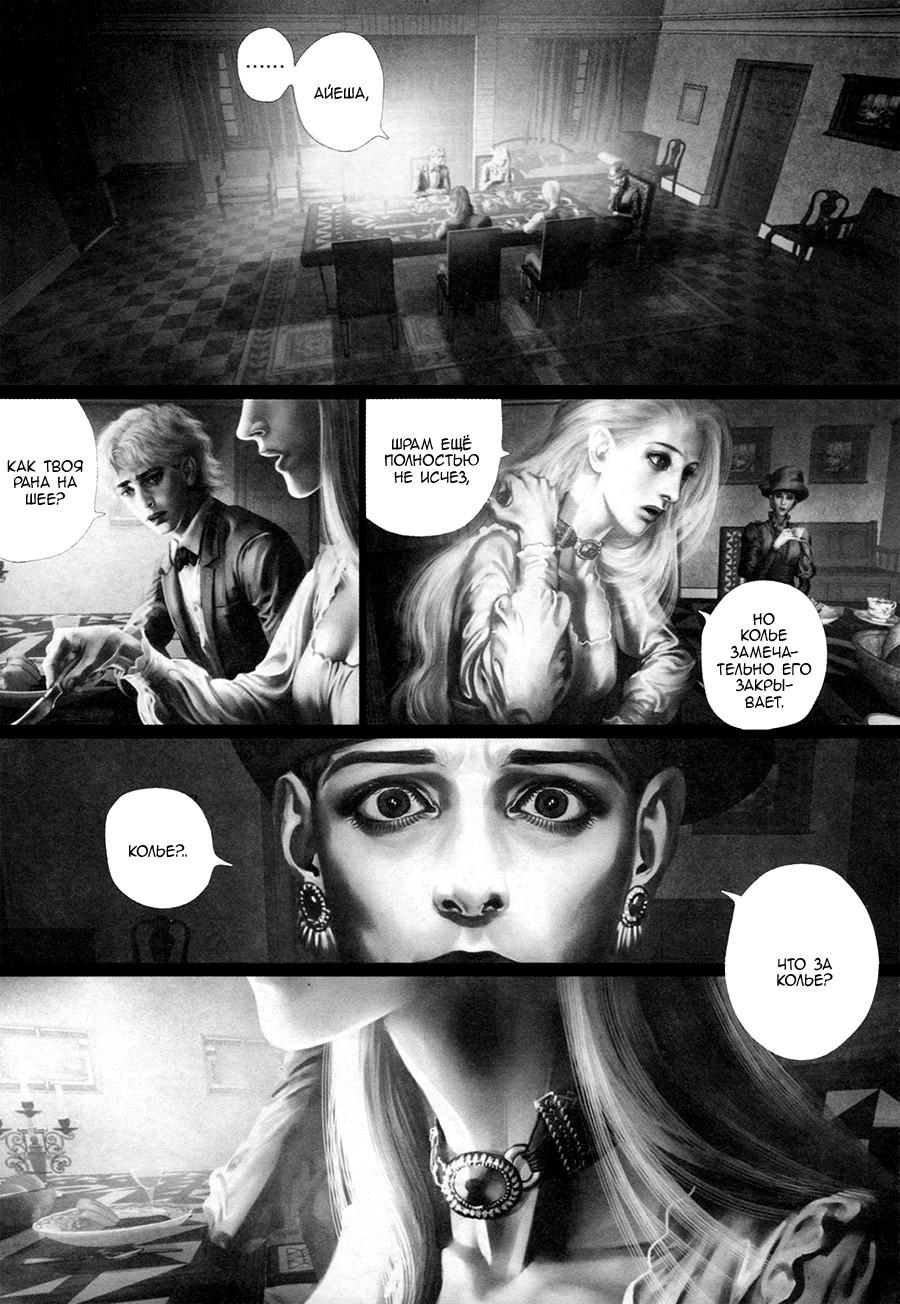 ......
АЙЕША,
КАК ТВОЯ
РАНА НА
ШЕЕ?
ШРАМ ЕЩЁ
ПОЛНОСТЬЮ
НЕ ИСЧЕЗ,
НО
КОЛЬЕ
ЗАМЕЧА-
ТЕЛЬНО ЕГО
ЗАКРЫ-
ВАЕТ.
КОЛЬЕ?..
ЧТО ЗА
КОЛЬЕ?